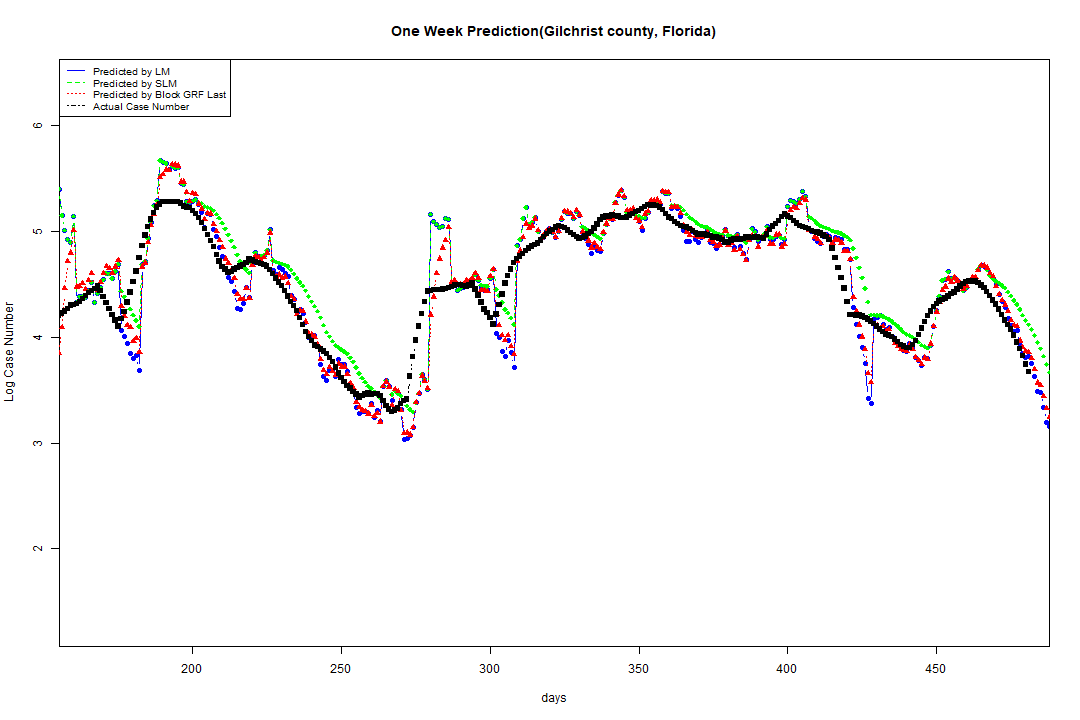 One Week Prediction(Gilchrist county, Florida)
Predicted by LM
Predicted by SLM
Predicted by Block GRF Last
Actual Case Number
6
5
4
3
2
Log Case Number
200 250 300 350 400 450
days